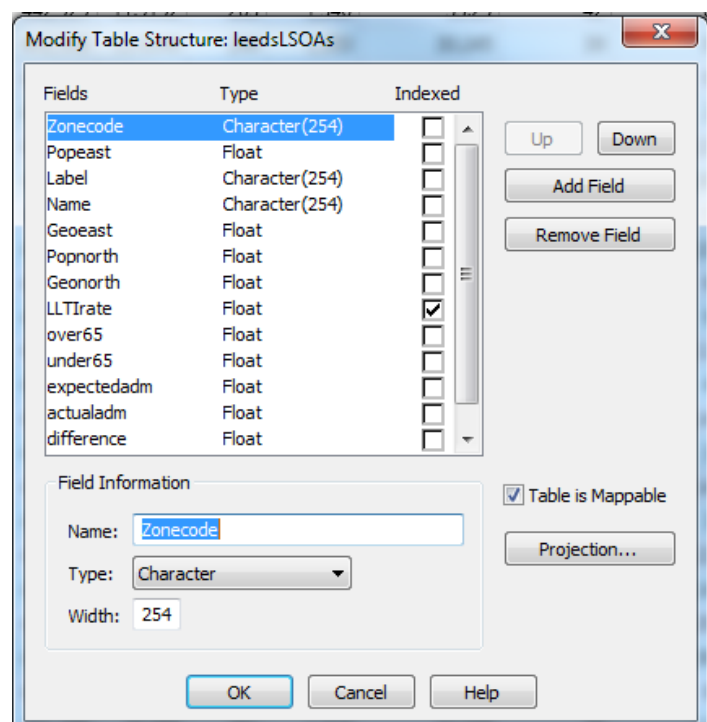 Modify Table Structure: leedsLSOAs
Fields Type Indexed
Zonecode Character(254)
Popeast Float
Label Character(254)
Name Character(254)
Geoeast Float
Popnorth Float
Geonorth Float
LLTIrate Float
over65 Float
under65 Float
expectedadm Float
actualadm Float
difference Float
Up Down
Add Field
Remove Field
Field Information
Name: Zonecode
Type: Character
Width: 254
Table is Mappable
Projection...
OK Cancel Help